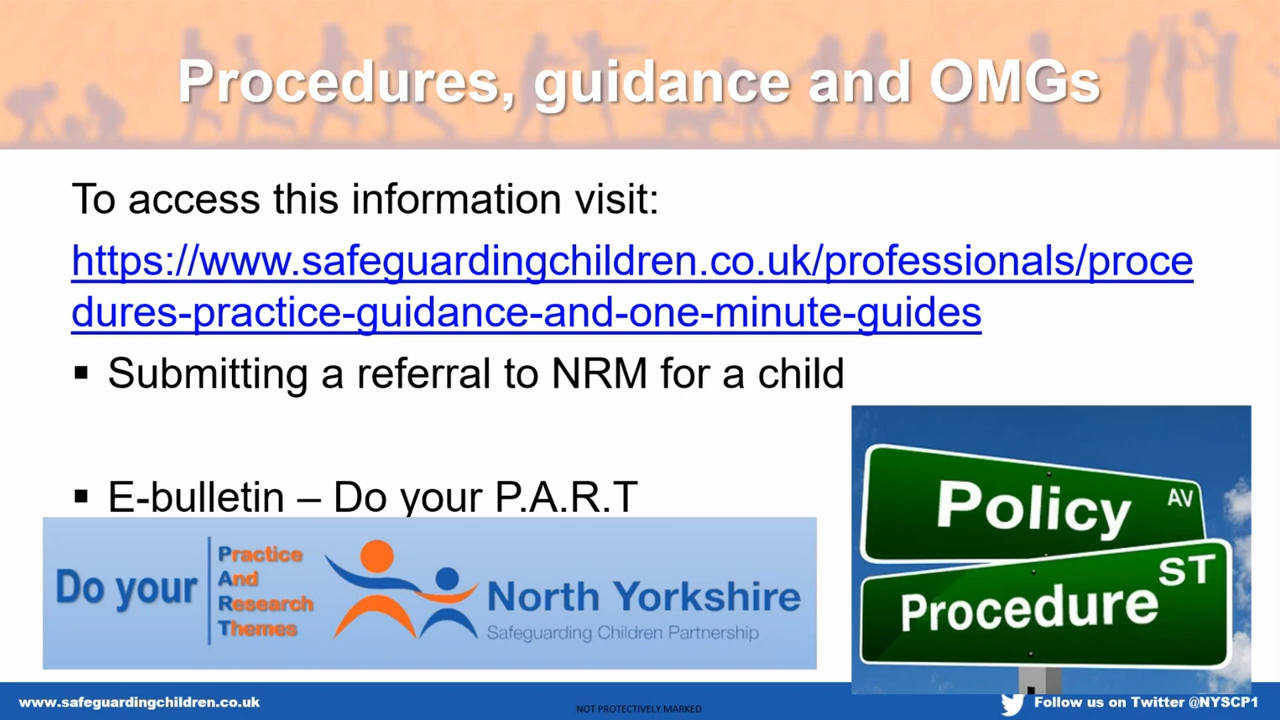 Procedures, guidance and OMGs
To access this information visit:
https://www.safeguardingchildren.co.uk/professionals/proce
dures-practice-guidance-and-one-minute-guides
▪ Submitting a referral to NRM for a child
▪ E-bulletin – Do your P.A.R.T
Do your
Practice
And
Research
Themes
North Yorkshire
Safeguarding Children Partnership
Policy AV
Procedure ST
www.safeguardingchildren.co.uk
NOT PROTECTIVELY MARKED
Follow us on Twitter @NYSCP1